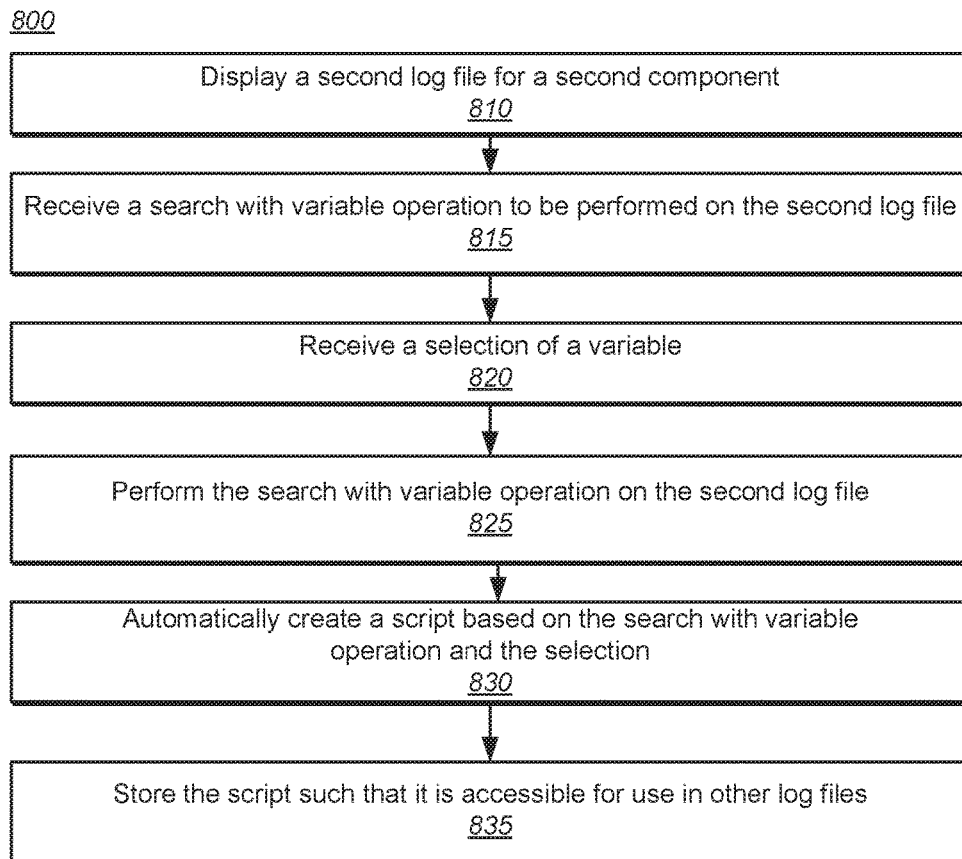 800
Display a second log file for a second component
810
Receive a search with variable operation to be performed on the second log file
815
Receive a selection of a variable
820
Perform the search with variable operation on the second log file
825
Automatically create a script based on the search with variable
operation and the selection
830
Store the script such that it is accessible for use in other log files
835